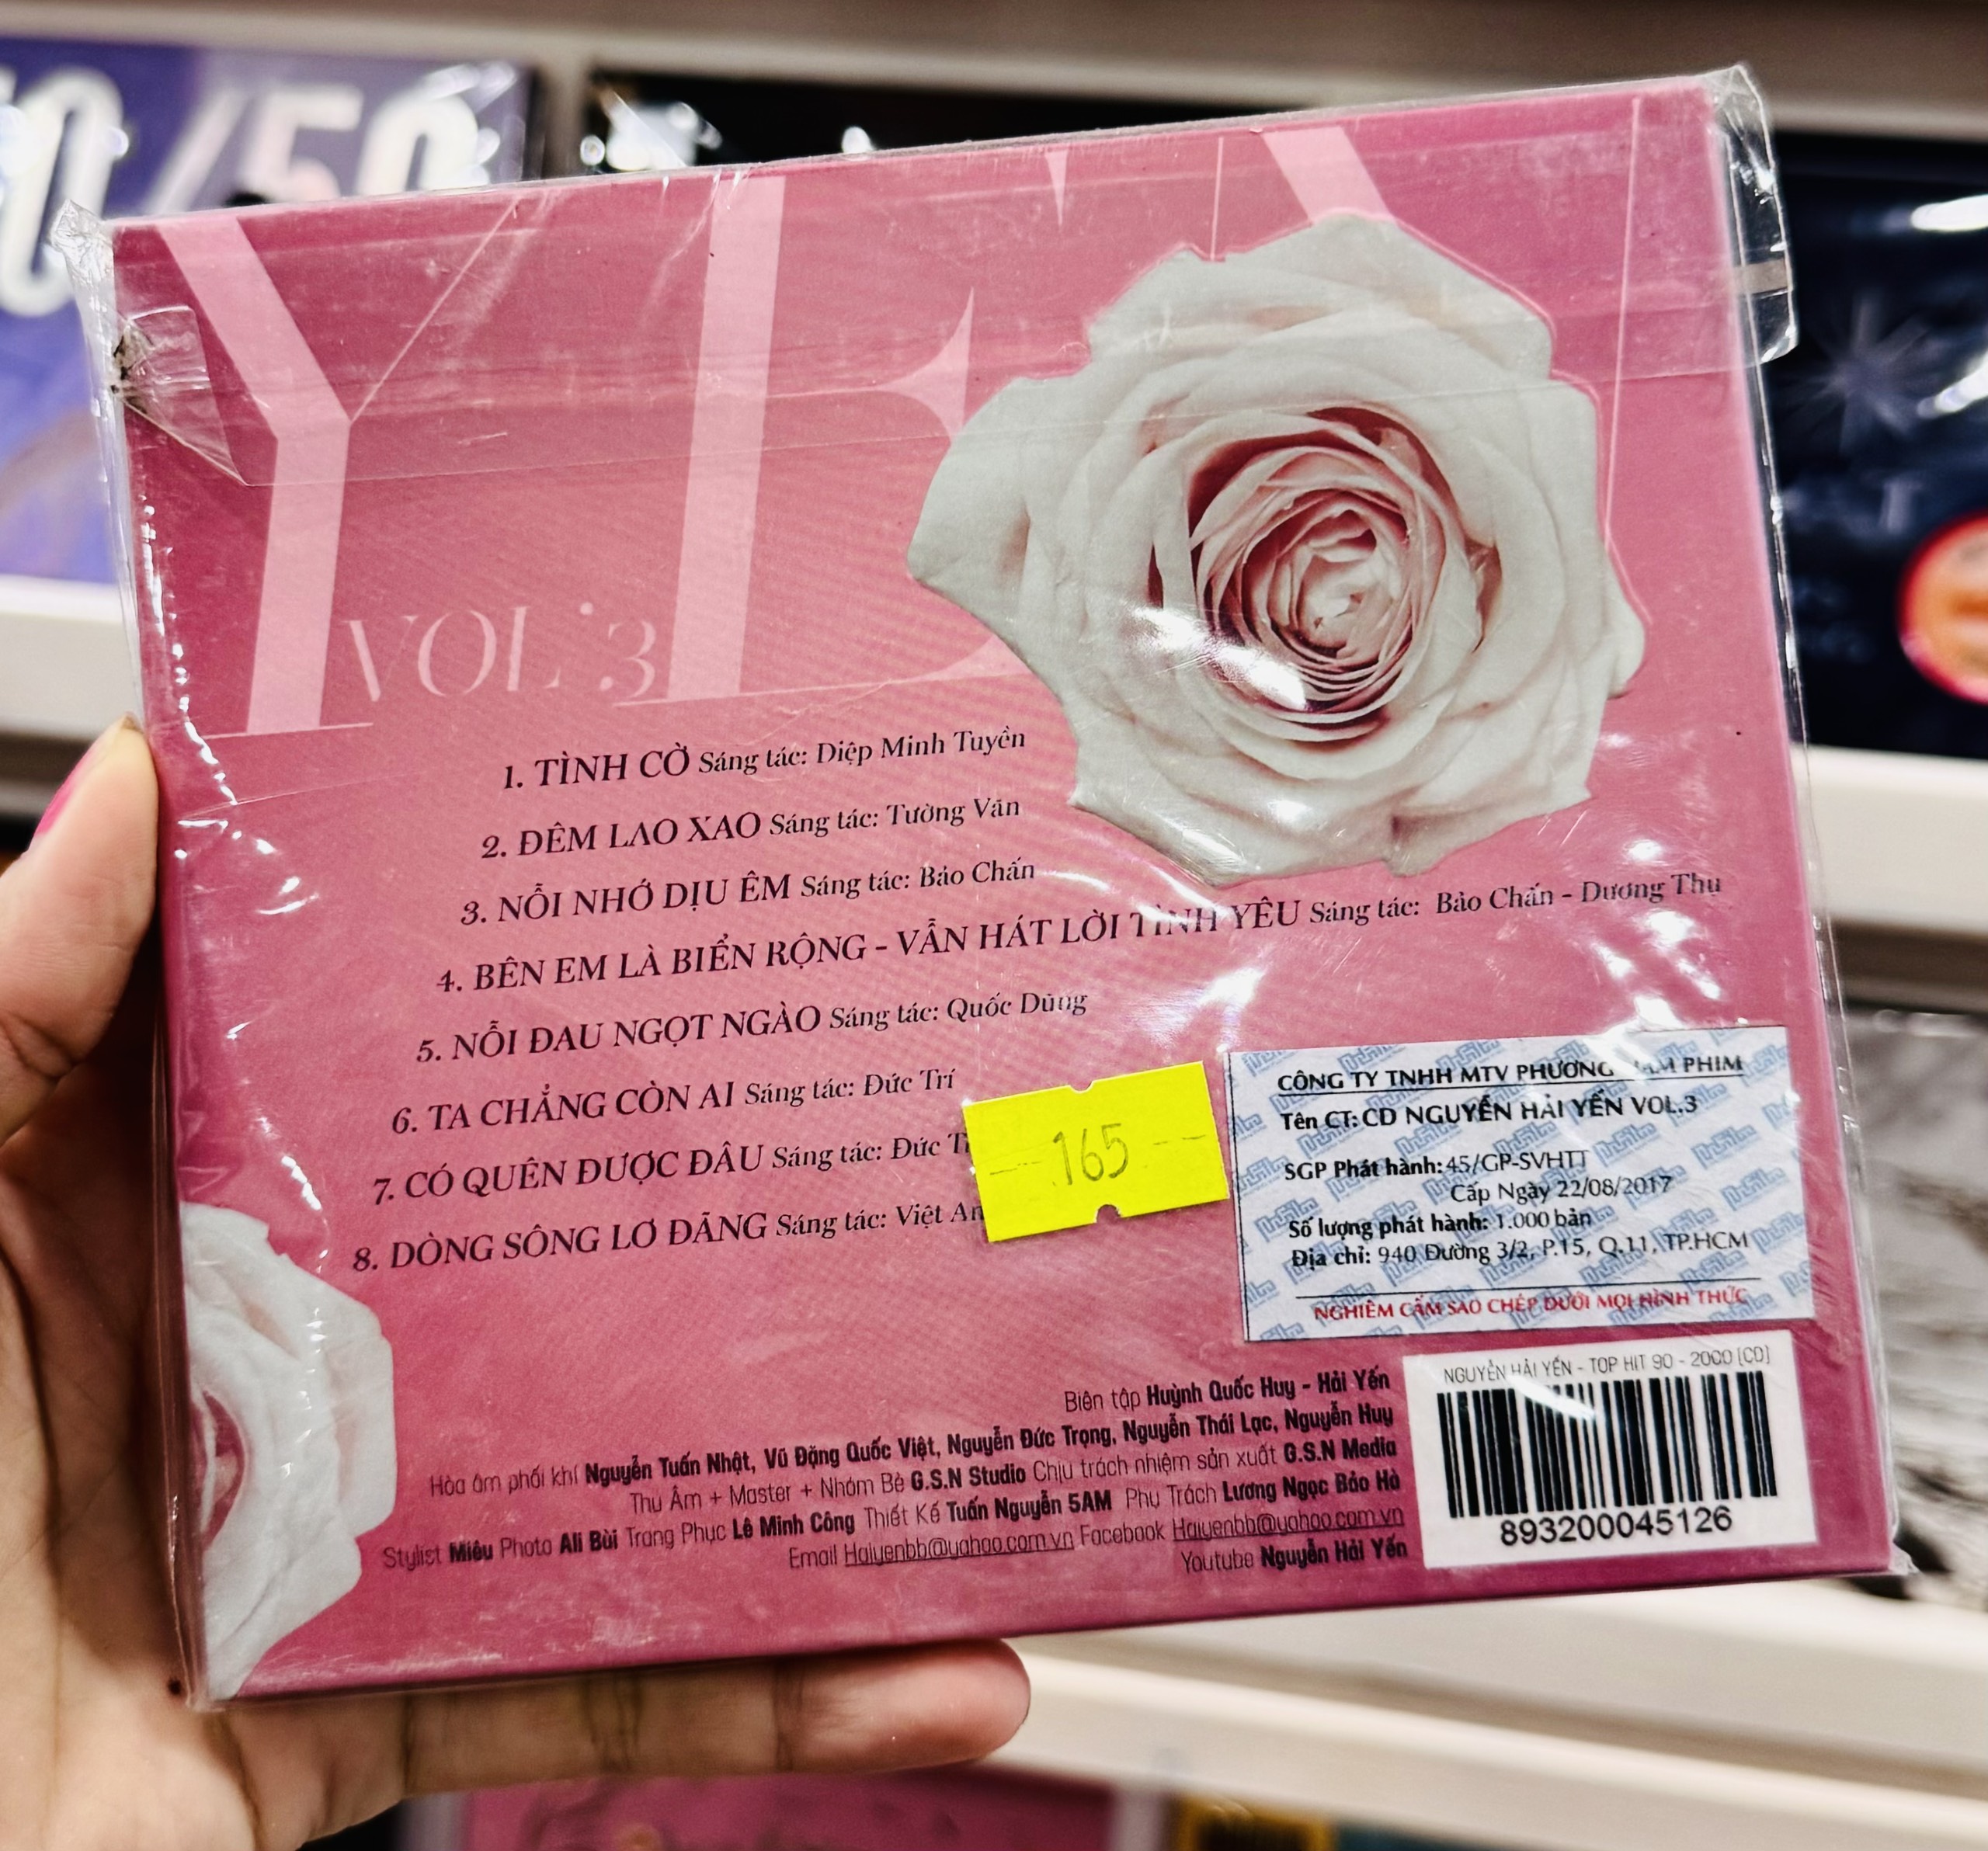 50/50
VOL 3
1. TÌNH CỜ Sáng tác: Diệp Minh Tuyền
2. ĐÊM LAO XAO Sáng tác: Tường Văn
3. NỖI NHỚ DỊU ÊM Sáng tác: Bảo Chấn
4. BÊN EM LÀ BIỂN RỘNG - VẪN HÁT LỜI TÌNH YÊU Sáng tác: Bảo Chấn - Dương Thụ
5. NỖI ĐAU NGỌT NGÀO Sáng tác: Quốc Dũng
6. TA CHẲNG CÒN AI Sáng tác: Đức Trí
7. CÓ QUÊN ĐƯỢC ĐÂU Sáng tác: Đức
8. DÒNG SÔNG LƠ ĐÃNG Sáng tác: Việt
165
CÔNG TY TNHH MTV PHƯƠNG NAM PHIM
Tên CT: CD NGUYỄN HẢI YẾN VOL.3
SGP Phát hành: 45/GP-SVHTT
Cấp Ngày 22/08/2017
Số lượng phát hành: 1.000 bản
Địa chỉ: 940 Đường 3/2, P.15, Q.11, TP.HCM
NGHIÊM CẤM SAO CHÉP DƯỚI MỌI HÌNH THỨC
Biên tập Huỳnh Quốc Huy - Hải Yến
Hòa âm phối khí Nguyễn Tuấn Nhật, Vũ Đặng Quốc Việt, Nguyễn Đức Trọng, Nguyễn Thái Lạc, Nguyễn Huy
Thu Âm + Master + Nhóm Bè G.S.N Studio Chịu trách nhiệm sản xuất G.S.N Media
Stylist Miêu Photo Ali Bùi Trang Phục Lê Minh Công Thiết Kế Tuấn Nguyễn 5AM Phụ Trách Lương Ngọc Bảo Hà
Email Haiyenbb@yahoo.com.vn Facebook Haiyenbb@yahoo.com.vn
Youtube Nguyễn Hải Yến
NGUYỄN HẢI YẾN - TOP HIT 90 - 2000 [CD]
893200045126